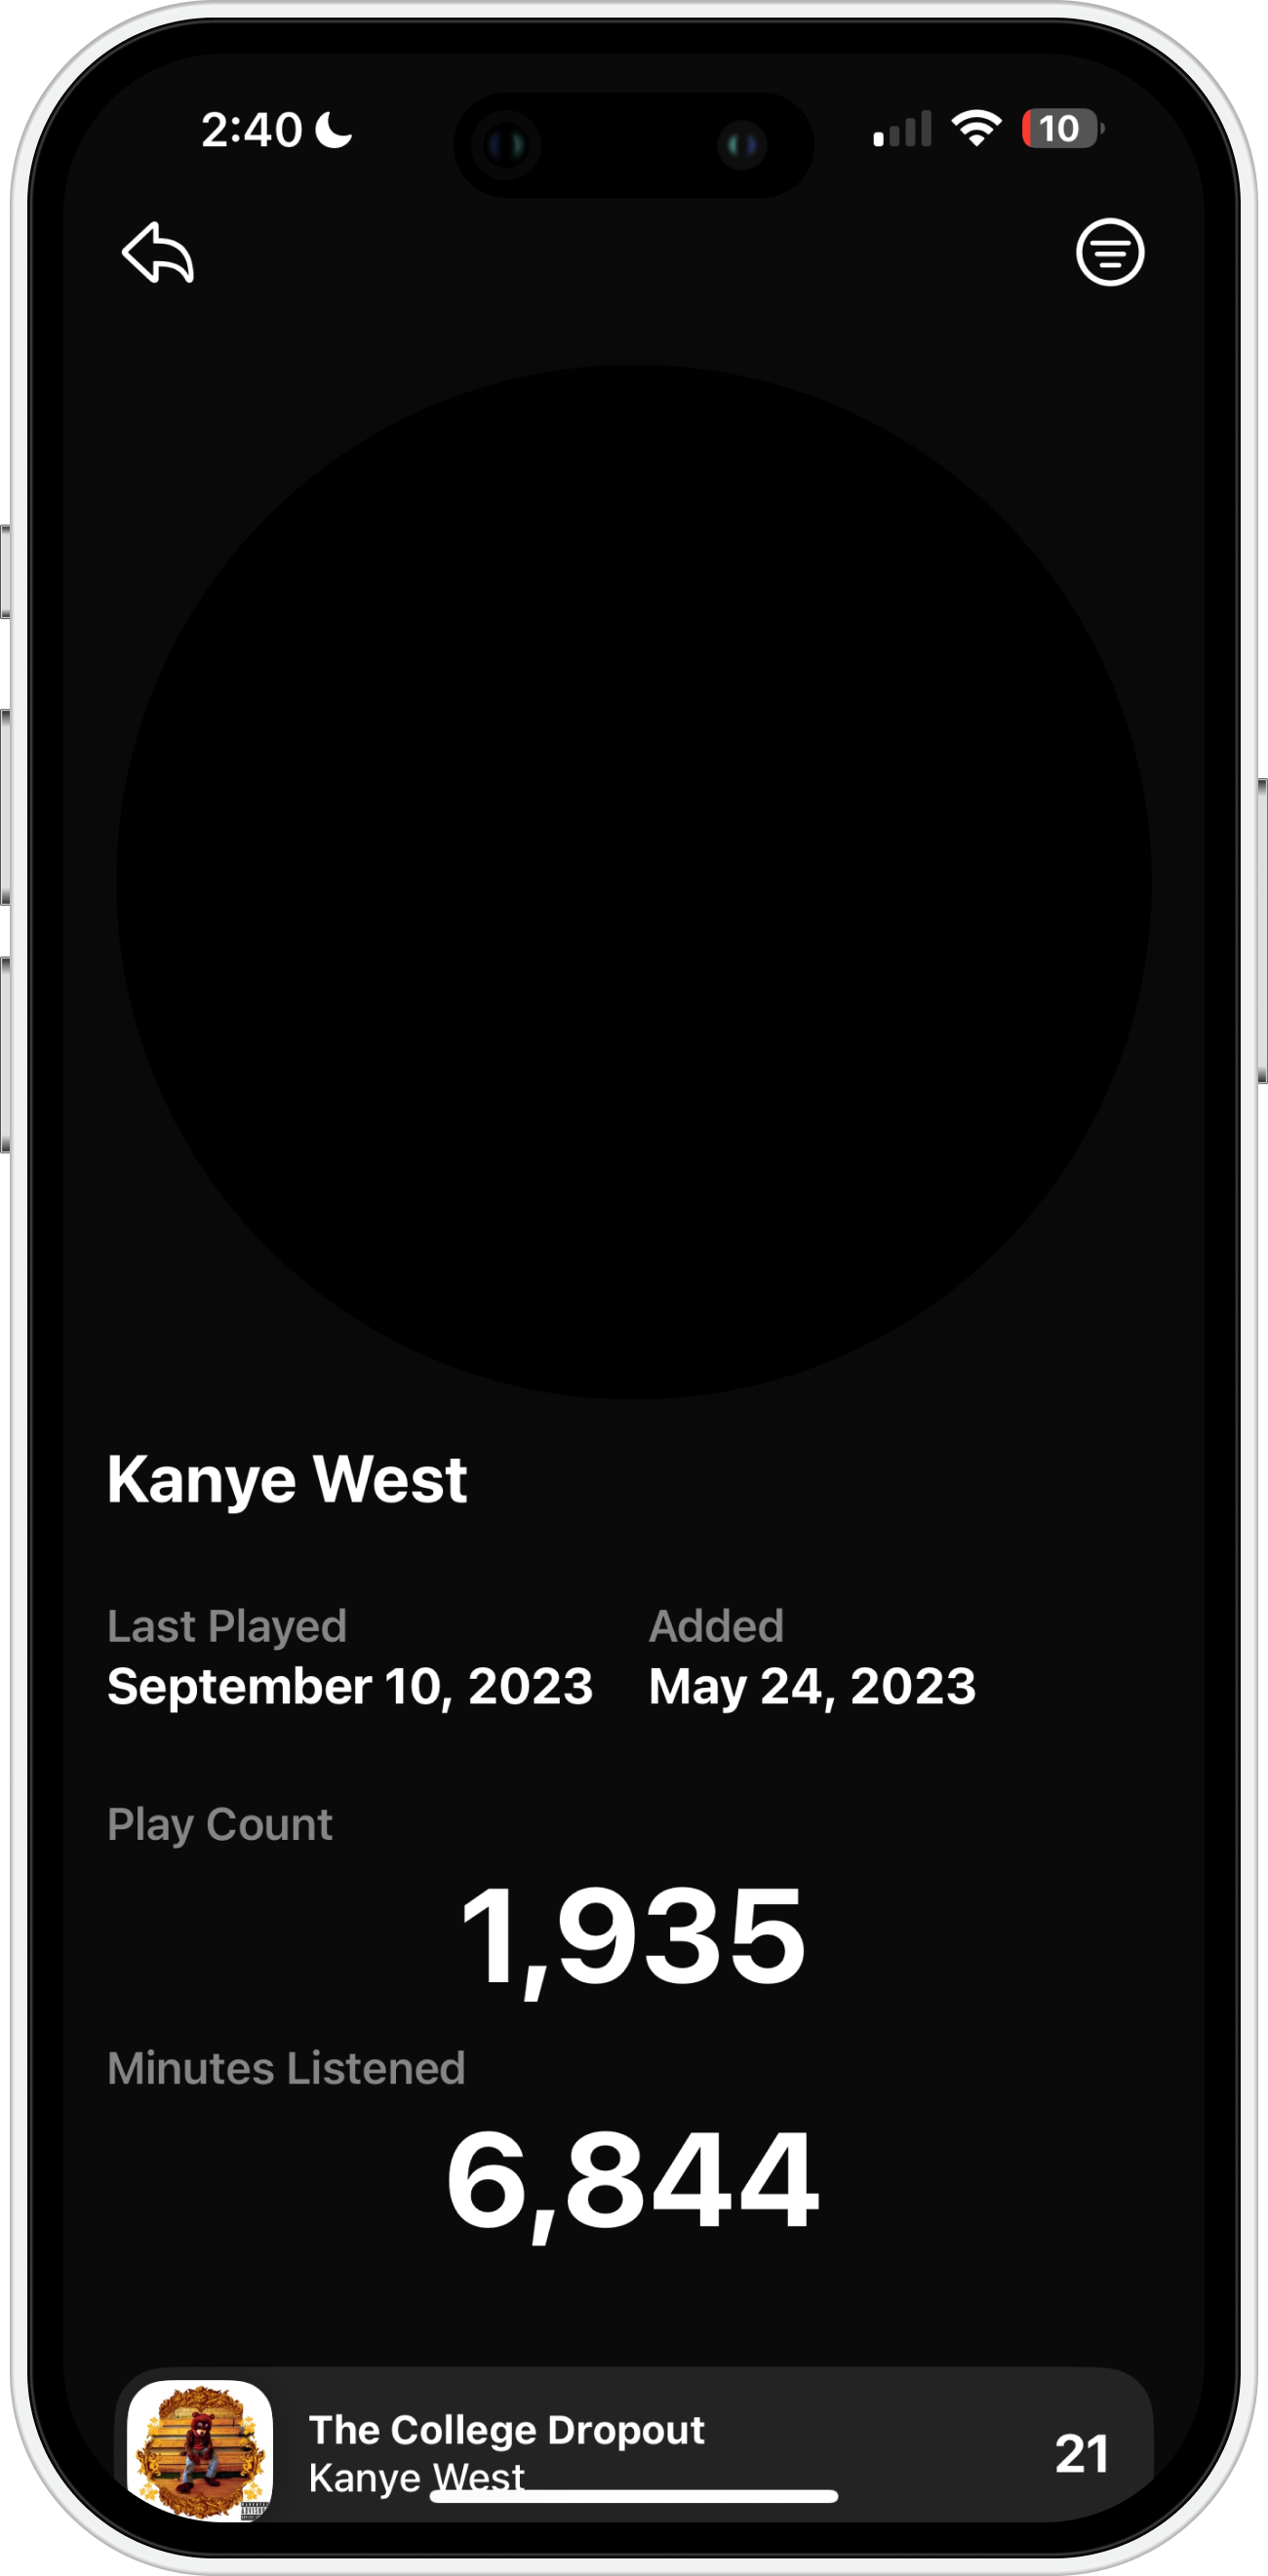 2:40 10
Kanye West
Last Played Added
September 10, 2023 May 24, 2023
Play Count
1,935
Minutes Listened
6,844
The College Dropout
21
Kanye West